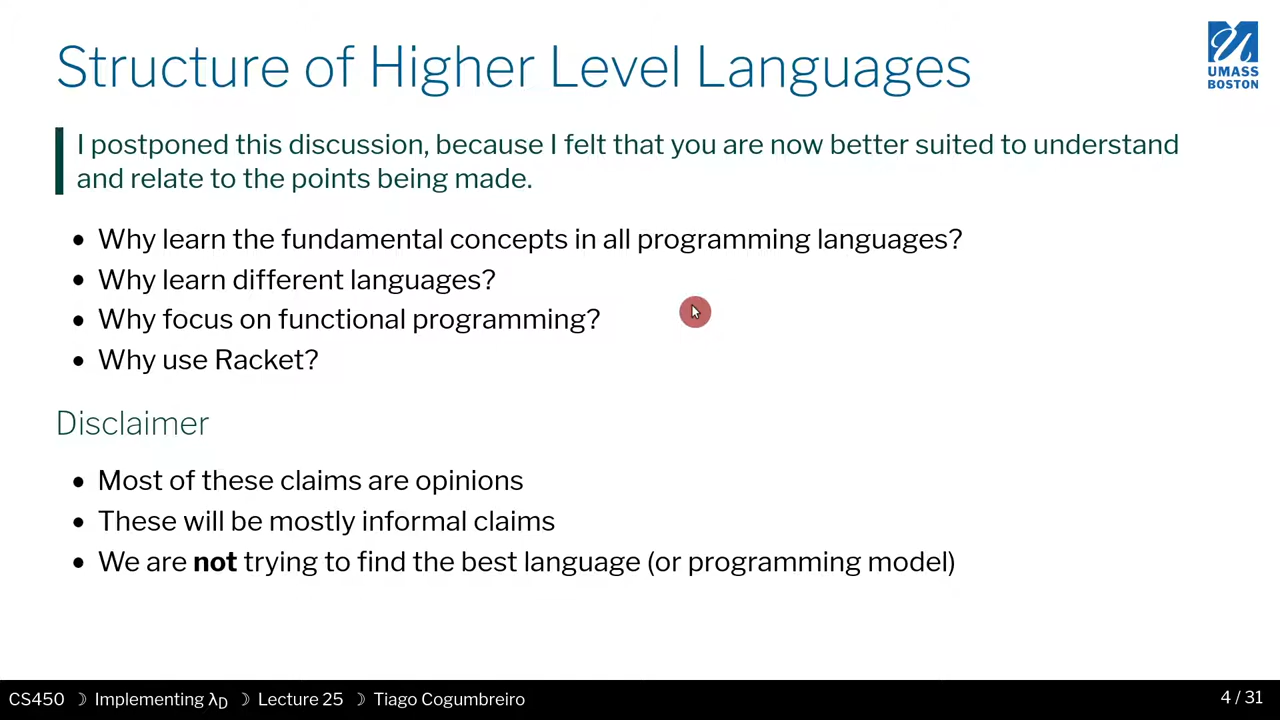 Structure of Higher Level Languages
UMASS
BOSTON
I postponed this discussion, because I felt that you are now better suited to understand
and relate to the points being made.
• Why learn the fundamental concepts in all programming languages?
• Why learn different languages?
• Why focus on functional programming?
• Why use Racket?
Disclaimer
• Most of these claims are opinions
• These will be mostly informal claims
• We are not trying to find the best language (or programming model)
CS450 ☽ Implementing λD ☽ Lecture 25 ☽ Tiago Cogumbreiro
4 / 31